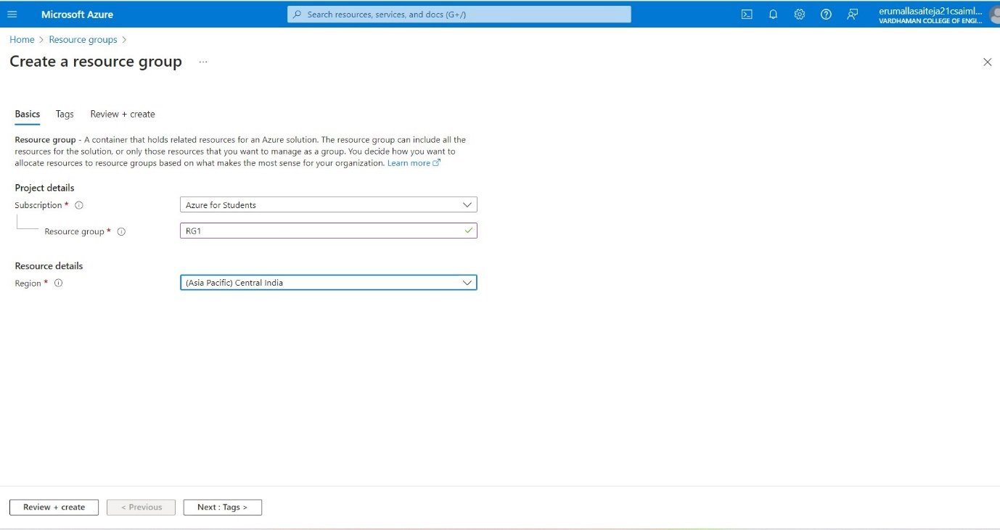 Microsoft Azure
Search resources, services, and docs (G+/)
erumallasaiteja21csaiml...
VARDHAMAN COLLEGE OF ENGI...
Home > Resource groups >
Create a resource group ...
Basics Tags Review + create
Resource group - A container that holds related resources for an Azure solution. The resource group can include all the
resources for the solution, or only those resources that you want to manage as a group. You decide how you want to
allocate resources to resource groups based on what makes the most sense for your organization. Learn more
Project details
Subscription * Azure for Students
Resource group * RG1
Resource details
Region * (Asia Pacific) Central India
Review + create < Previous Next : Tags >